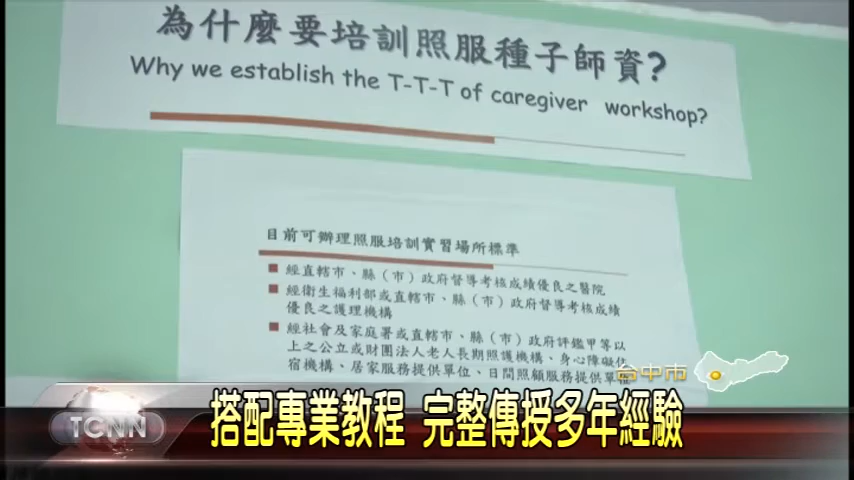 為什麼要培訓照服種子師資?
Why we establish the T-T-T of caregiver workshop?
目前可辦理照服培訓實習場所標準
■ 經直轄市、縣（市）政府督導考核成績優良之醫院
■ 經衛生福利部或直轄市、縣（市）政府督導考核成績
優良之護理機構
■ 經社會及家庭署或直轄市、縣（市）政府評鑑甲等以
上之公立或財團法人老人長期照護機構、身心障礙住
宿機構、居家服務提供單位、日間照顧服務提供單
台中市
TCNN
搭配專業教程 完整傳授多年經驗